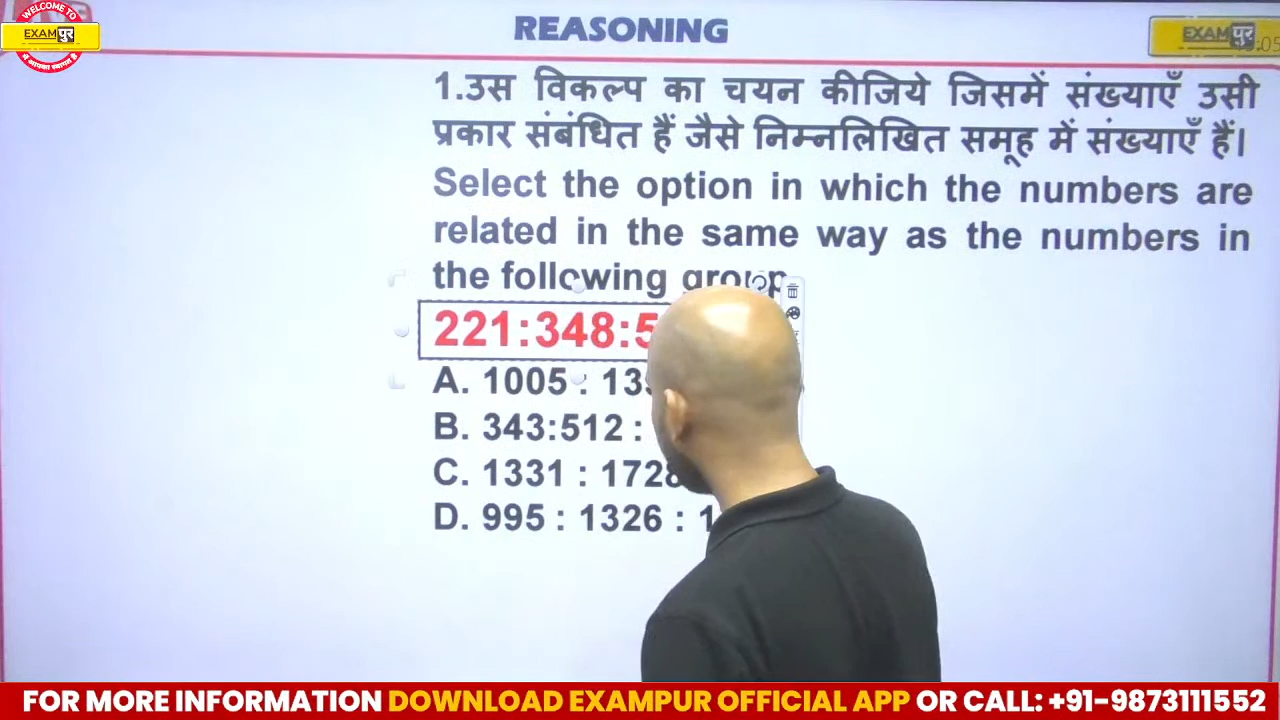 WELCOME TO
EXAMपुर
में आपका स्वागत है
REASONING
EXAMपुर
1.उस विकल्प का चयन कीजिये जिसमें संख्याएँ उसी
प्रकार संबंधित हैं जैसे निम्नलिखित समूह में संख्याएँ हैं।
Select the option in which the numbers are
related in the same way as the numbers in
the following group
221:348:5
A. 1005 : 13
B. 343:512 :
C. 1331 : 1728
D. 995 : 1326 : 1
FOR MORE INFORMATION DOWNLOAD EXAMPUR OFFICIAL APP OR CALL: +91-9873111552